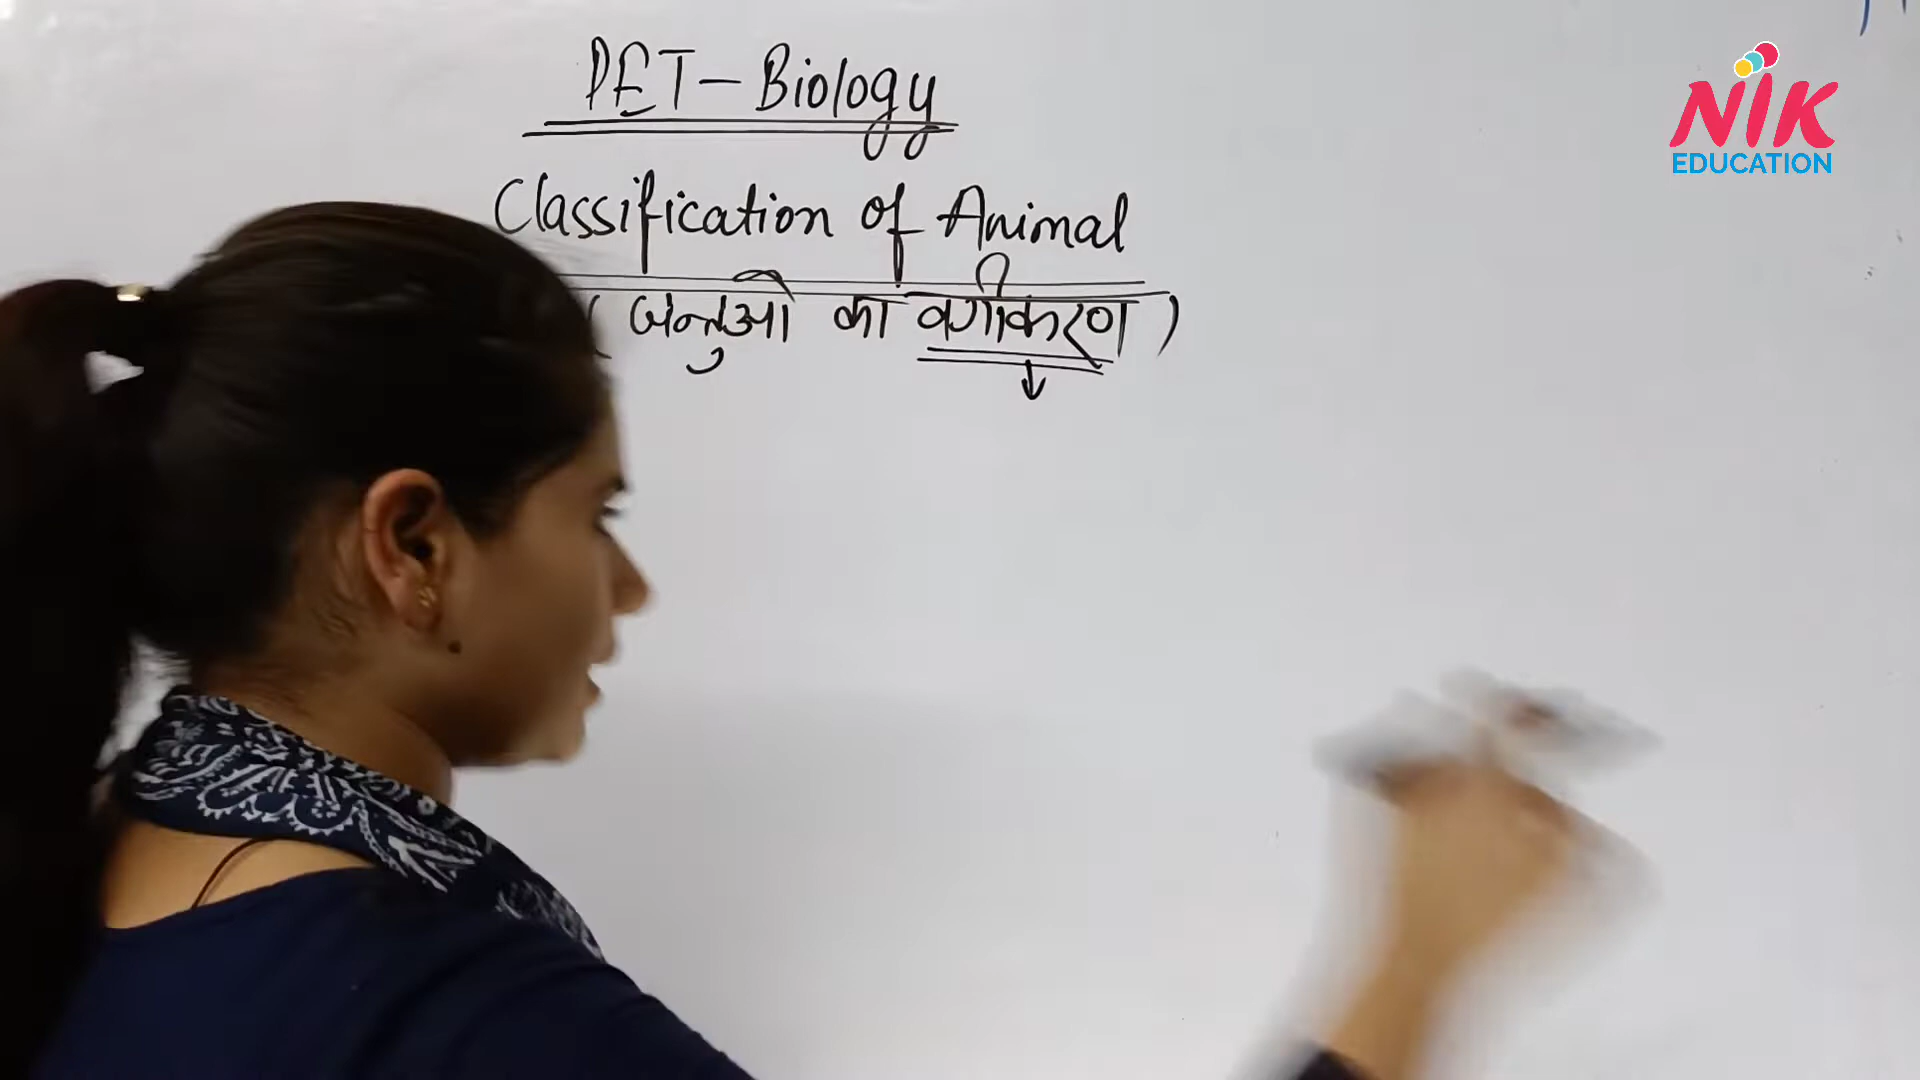 PET - Biology
Classification of Animal
( जन्तुओ का वर्गीकरण )
NIK
EDUCATION